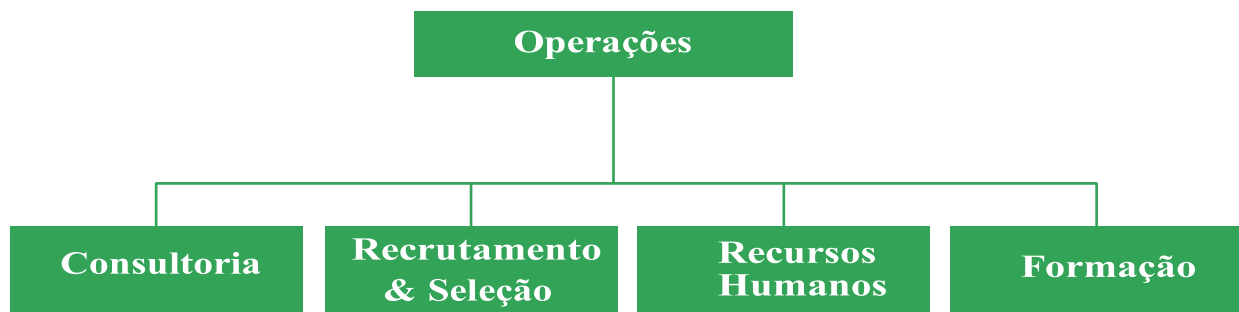 Operações
Consultoria
Recrutamento
& Seleção
Recursos
Humanos
Formação